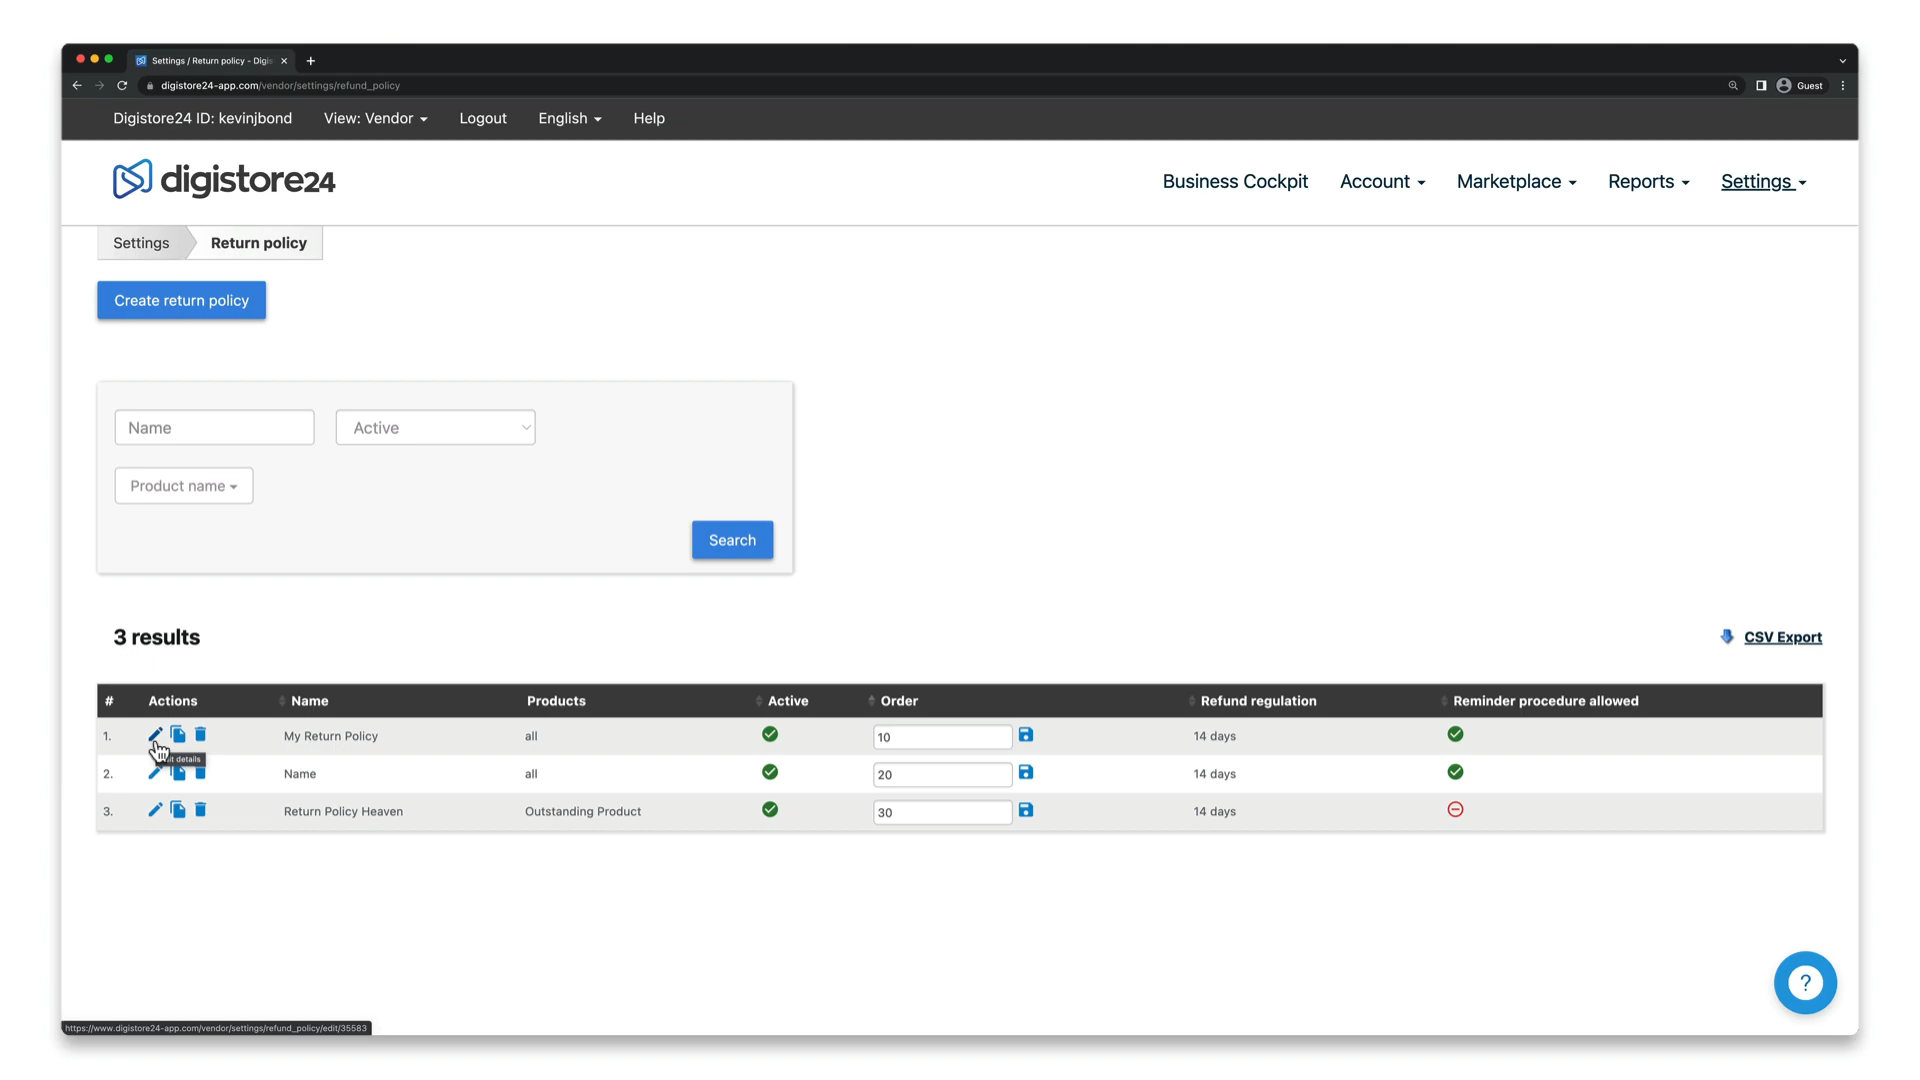 Settings / Return policy - Digis
digistore24-app.com/vendor/settings/refund_policy
Guest
Digistore24 ID: kevinjbond View: Vendor Logout English Help
digistore24
Business Cockpit Account Marketplace Reports Settings
Settings Return policy
Create return policy
Name Active
Product name
Search
3 results
CSV Export
# Actions Name Products Active Order Refund regulation Reminder procedure allowed
1. My Return Policy all 10 14 days
details
2. Name all 20 14 days
3. Return Policy Heaven Outstanding Product 30 14 days
?
https://www.digistore24-app.com/vendor/settings/refund_policy/edit/35583